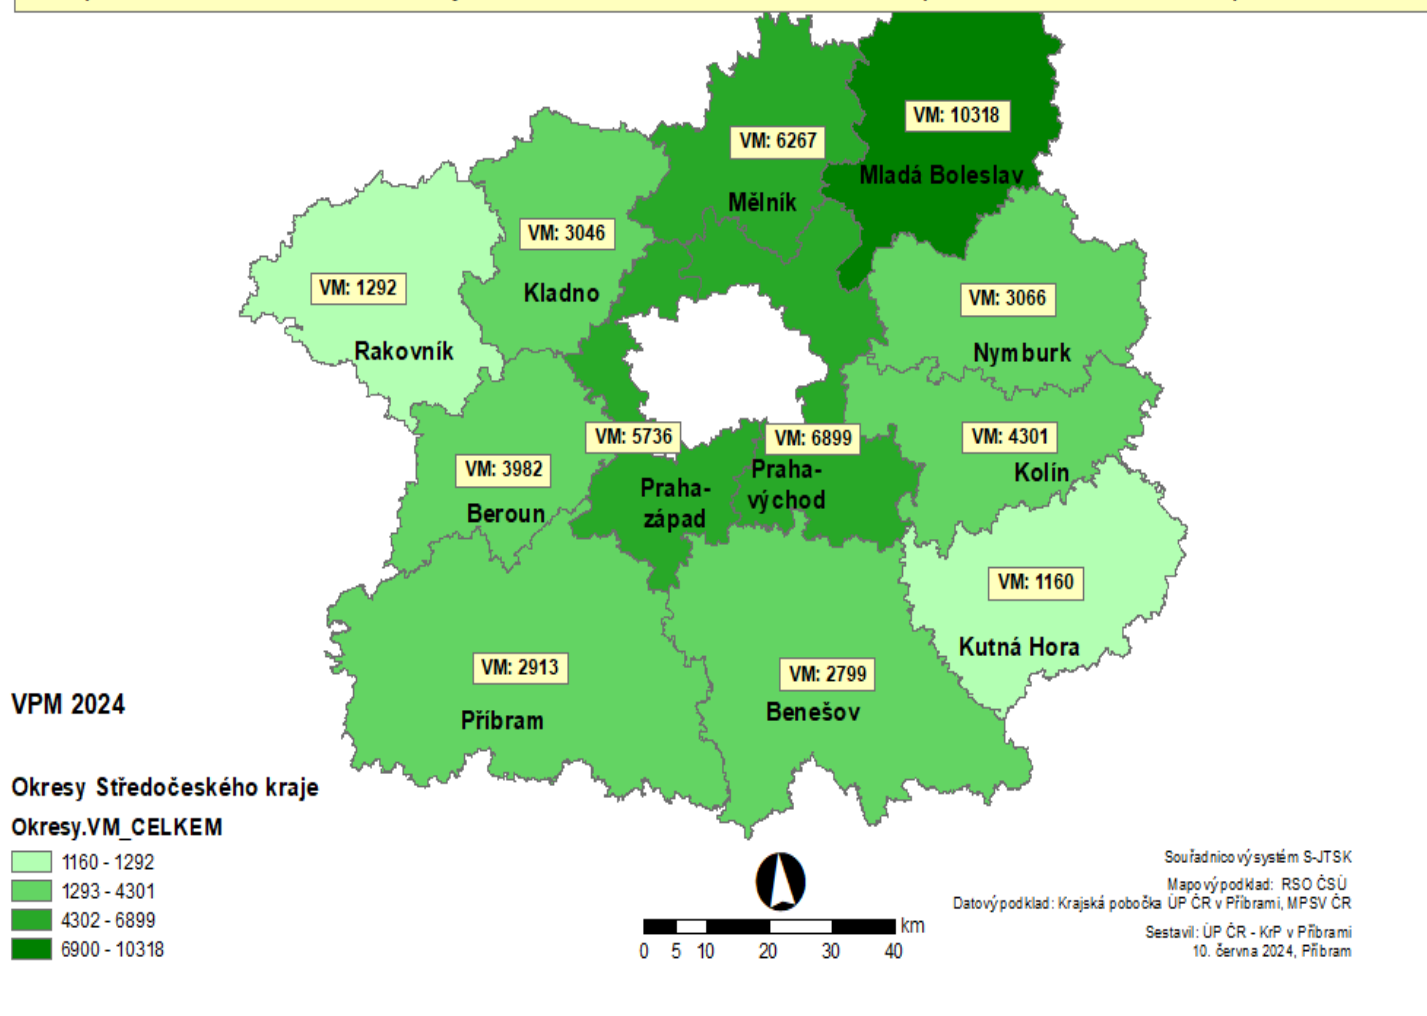 VM: 10318
VM: 6267
Mladá Boleslav
Mělník
VM: 3046
VM: 1292
Kladno
VM: 3066
Rakovník
Nymburk
VM: 5736
VM: 6899
VM: 4301
VM: 3982
Praha-
východ
Kolín
Praha-
západ
Beroun
VM: 1160
Kutná Hora
VM: 2913
VM: 2799
Příbram
Benešov
VPM 2024
Okresy Středočeského kraje
Okresy.VM_CELKEM
1160 - 1292
1293 - 4301
4302 - 6899
6900 - 10318
km
0 5 10 20 30 40
Souřadnicový systém S-JTSK
Mapový podklad: RSO ČSÚ
Datový podklad: Krajská pobočka ÚP ČR v Příbrami, MPSV ČR
Sestavil: ÚP ČR - KrP v Příbrami
10. června 2024, Příbram